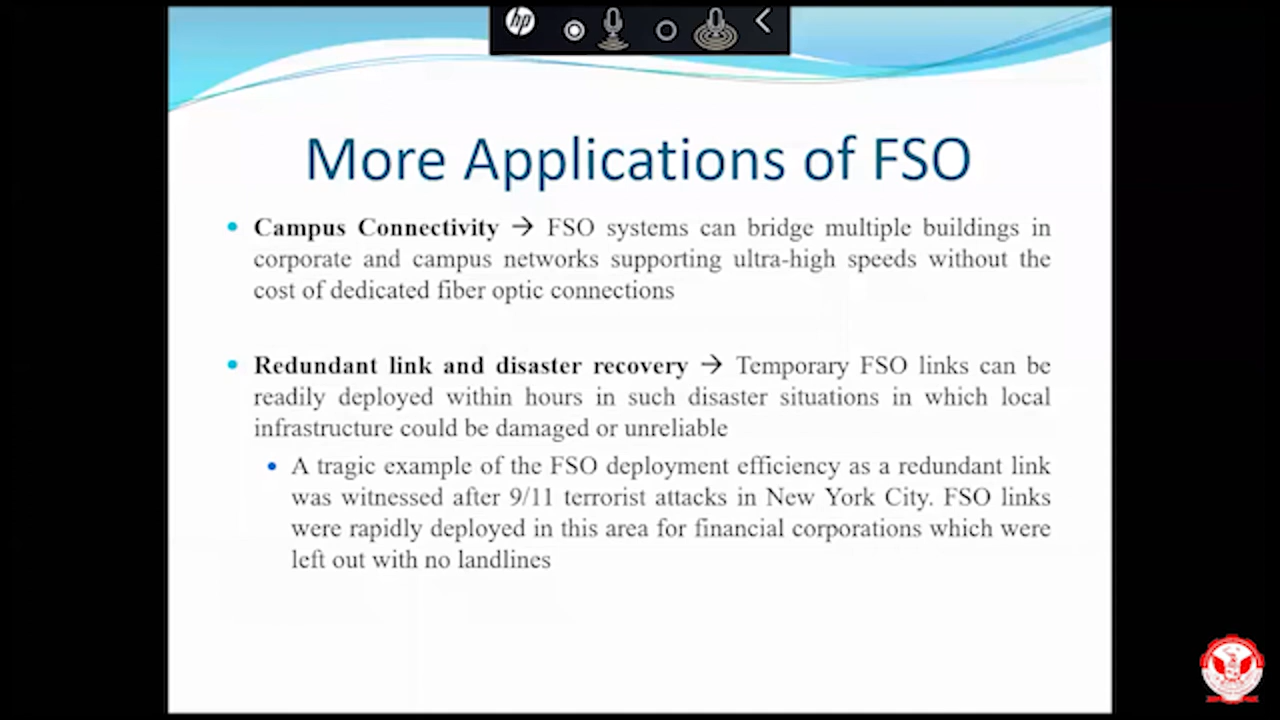 hp
More Applications of FSO
• Campus Connectivity → FSO systems can bridge multiple buildings in
corporate and campus networks supporting ultra-high speeds without the
cost of dedicated fiber optic connections
• Redundant link and disaster recovery → Temporary FSO links can be
readily deployed within hours in such disaster situations in which local
infrastructure could be damaged or unreliable
• A tragic example of the FSO deployment efficiency as a redundant link
was witnessed after 9/11 terrorist attacks in New York City. FSO links
were rapidly deployed in this area for financial corporations which were
left out with no landlines